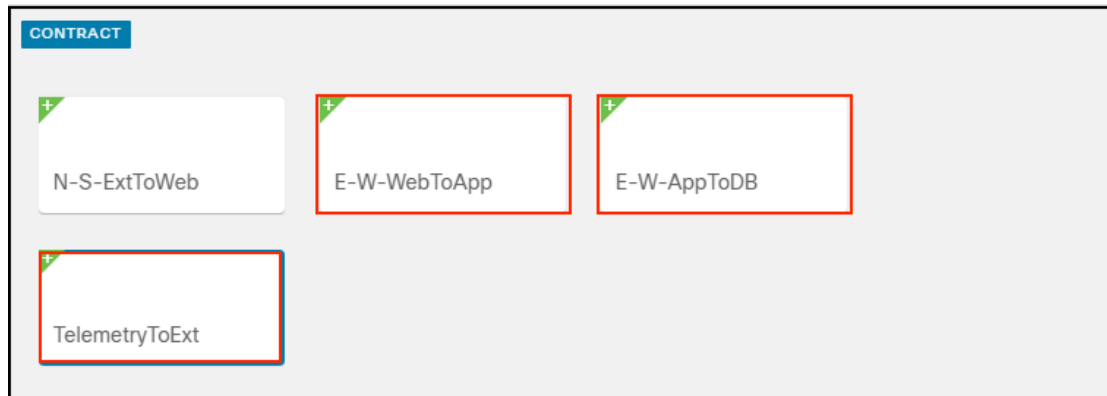 CONTRACT
N-S-ExtToWeb
E-W-WebToApp
E-W-AppToDB
TelemetryToExt